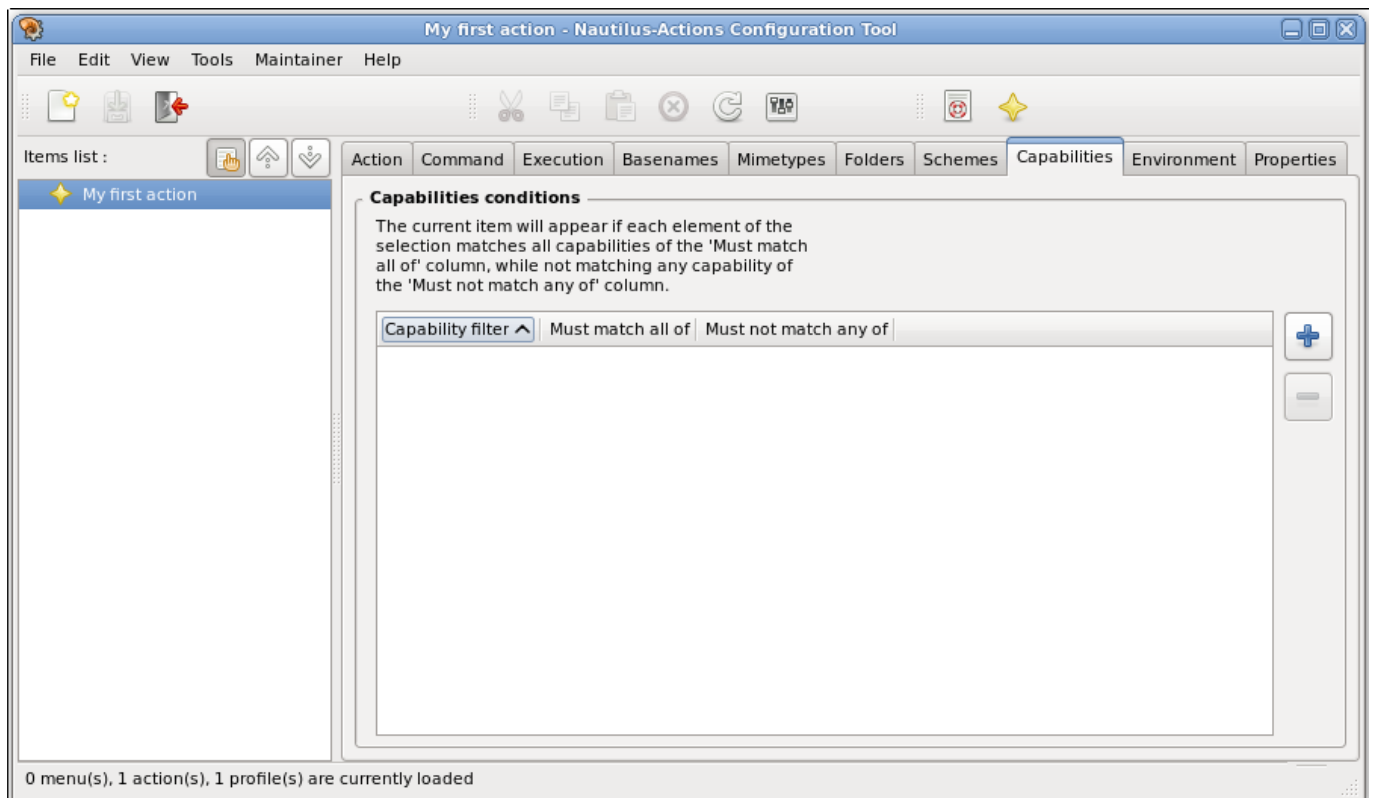 My first action - Nautilus-Actions Configuration Tool
File Edit View Tools Maintainer Help
Items list :
Action Command Execution Basenames Mimetypes Folders Schemes Capabilities Environment Properties
My first action
Capabilities conditions
The current item will appear if each element of the
selection matches all capabilities of the 'Must match
all of' column, while not matching any capability of
the 'Must not match any of' column.
Capability filter Must match all of Must not match any of
0 menu(s), 1 action(s), 1 profile(s) are currently loaded